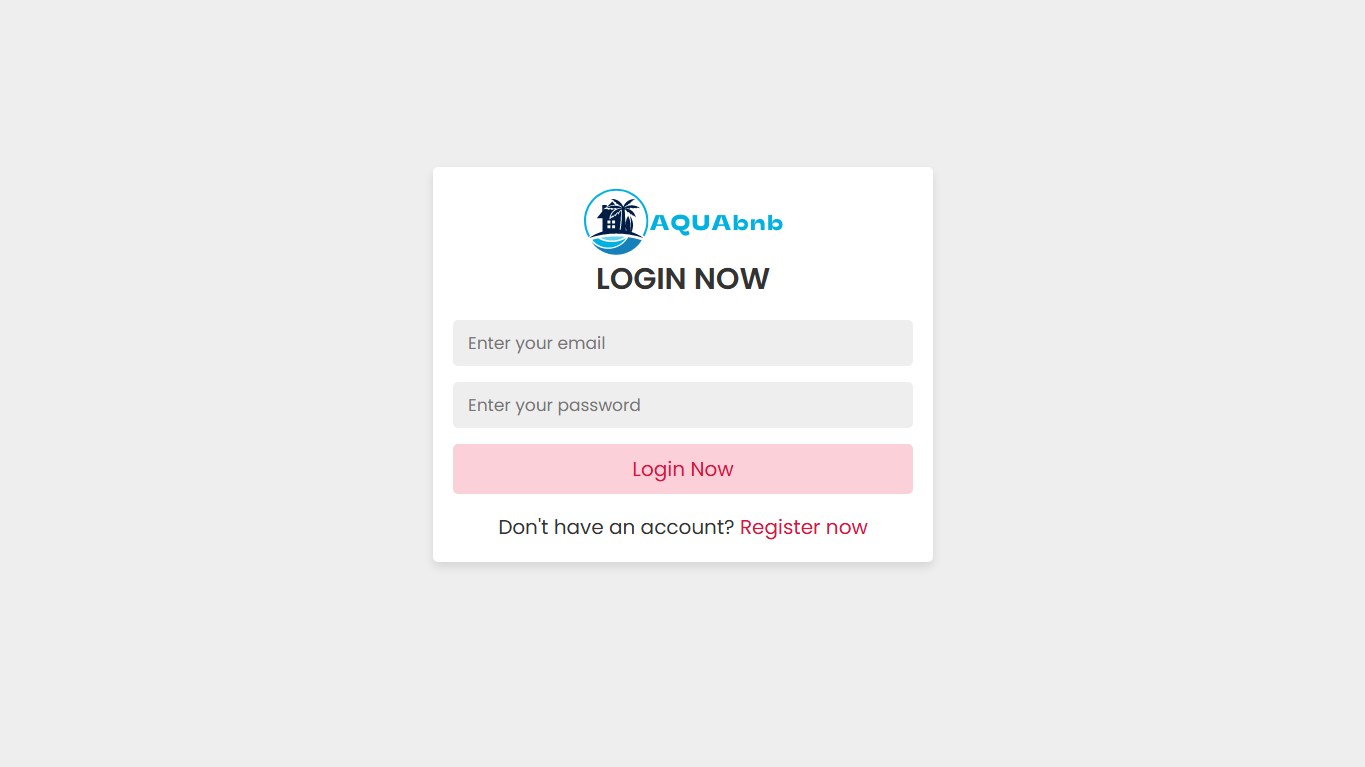 AQUAbnb
LOGIN NOW
Enter your email
Enter your password
Login Now
Don't have an account? Register now